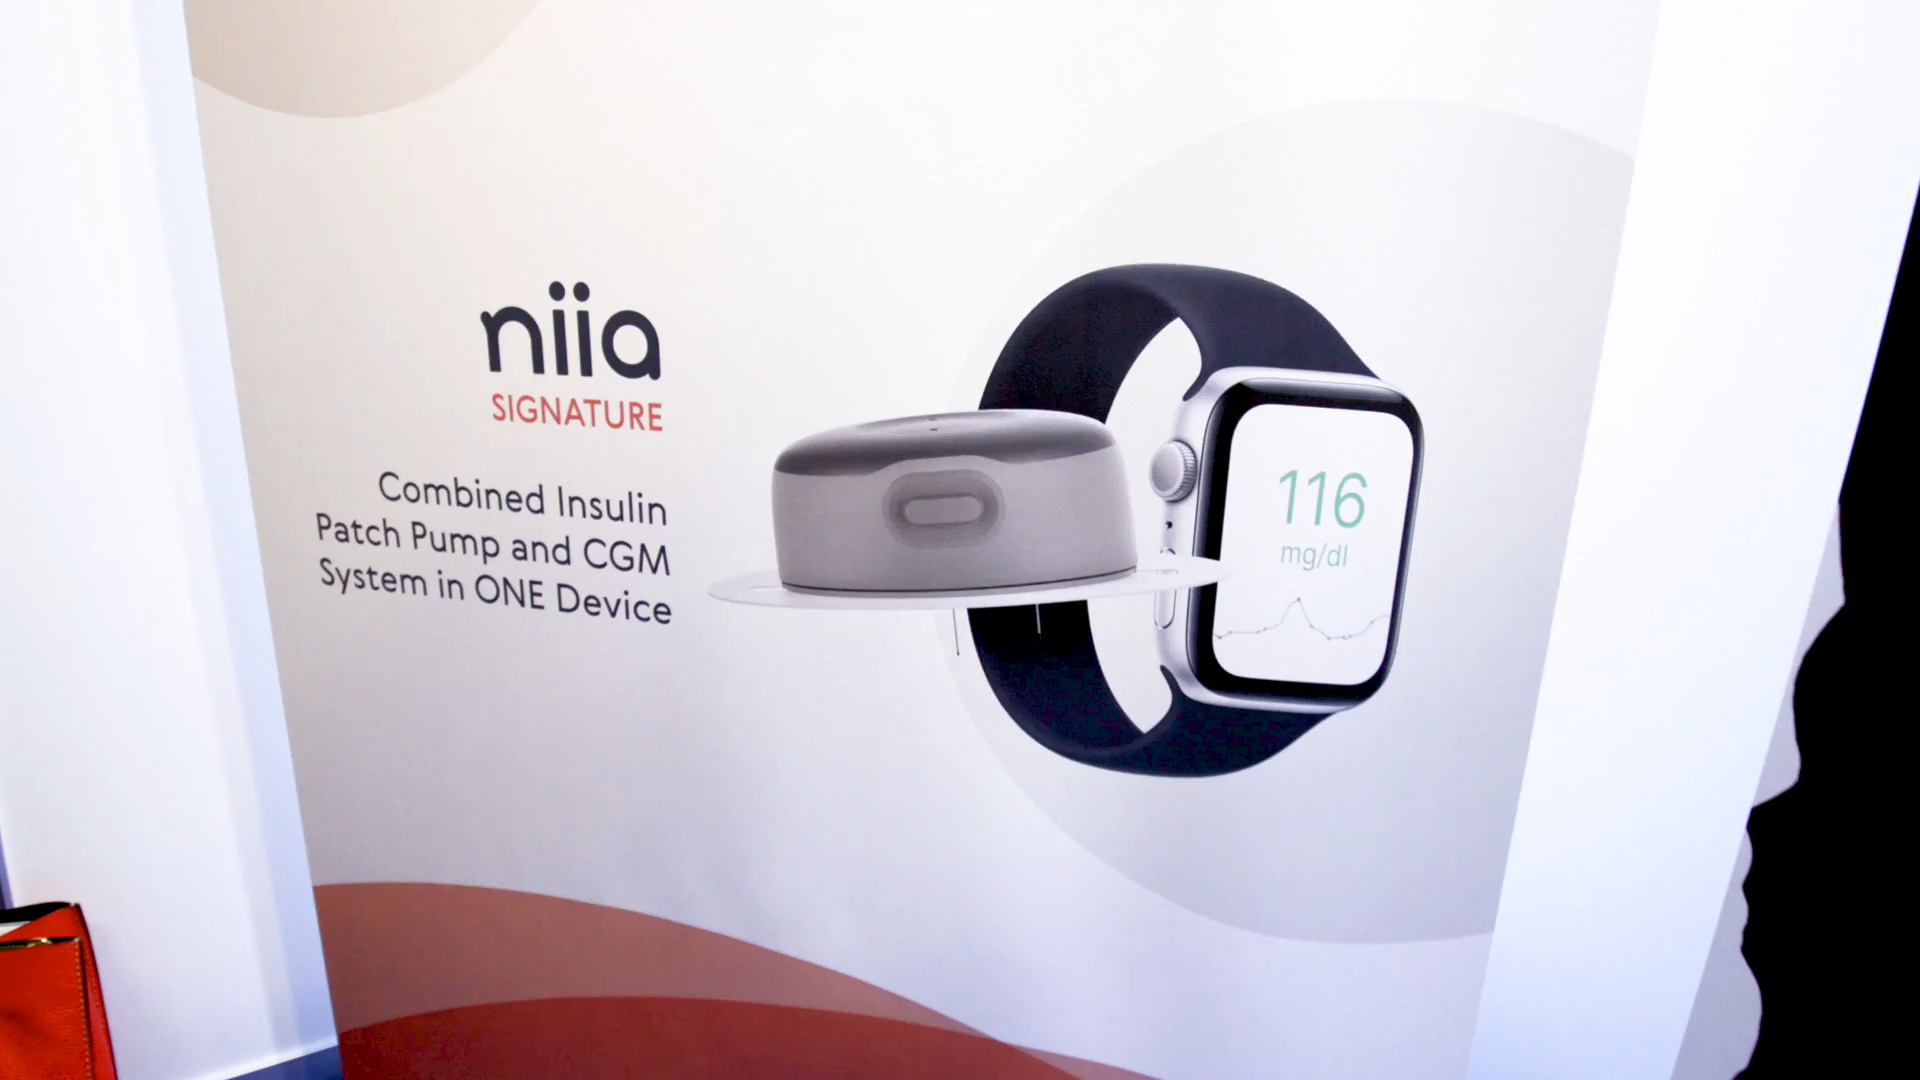 niia
SIGNATURE
Combined Insulin
Patch Pump and CGM
System in ONE Device
116
mg/dl